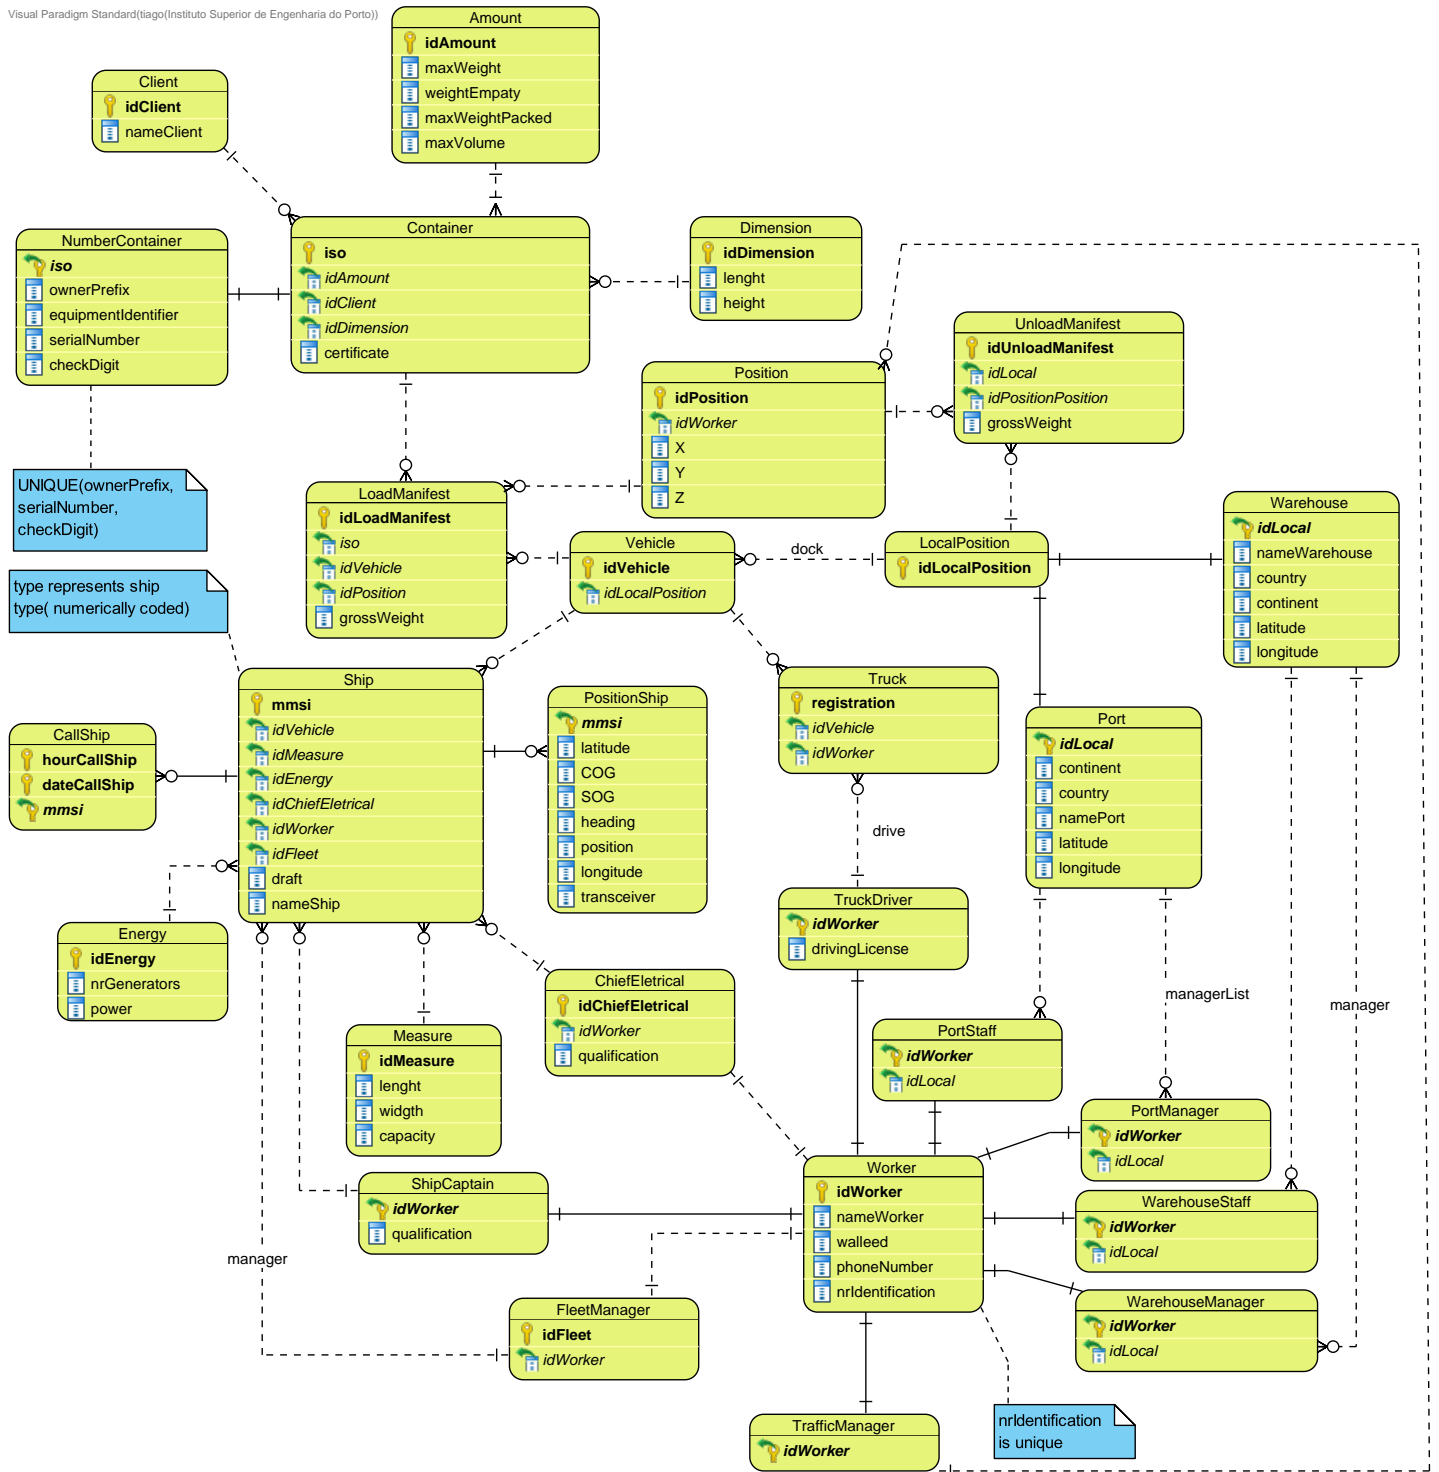 Visual Paradigm Standard(tiago(Instituto Superior de Engenharia do Porto))
Amount
idAmount
maxWeight
weightEmpaty
maxWeightPacked
maxVolume
Client
idClient
nameClient
NumberContainer
iso
ownerPrefix
equipmentIdentifier
serialNumber
checkDigit
Container
iso
idAmount
idClient
idDimension
certificate
Dimension
idDimension
lenght
height
UnloadManifest
idUnloadManifest
idLocal
idPositionPosition
grossWeight
Position
idPosition
idWorker
X
Y
Z
UNIQUE(ownerPrefix,
serialNumber,
checkDigit)
LoadManifest
idLoadManifest
iso
idVehicle
idPosition
grossWeight
Vehicle
idVehicle
idLocalPosition
dock
LocalPosition
idLocalPosition
Warehouse
idLocal
nameWarehouse
country
continent
latitude
longitude
type represents ship
type( numerically coded)
Ship
mmsi
idVehicle
idMeasure
idEnergy
idChiefEletrical
idWorker
idFleet
draft
nameShip
PositionShip
mmsi
latitude
COG
SOG
heading
position
longitude
transceiver
Truck
registration
idVehicle
idWorker
drive
Port
idLocal
continent
country
namePort
latitude
longitude
CallShip
hourCallShip
dateCallShip
mmsi
Energy
idEnergy
nrGenerators
power
TruckDriver
idWorker
drivingLicense
ChiefEletrical
idChiefEletrical
idWorker
qualification
managerList
manager
Measure
idMeasure
lenght
widgth
capacity
PortStaff
idWorker
idLocal
PortManager
idWorker
idLocal
ShipCaptain
idWorker
qualification
Worker
idWorker
nameWorker
walleed
phoneNumber
nrIdentification
WarehouseStaff
idWorker
idLocal
manager
FleetManager
idFleet
idWorker
WarehouseManager
idWorker
idLocal
TrafficManager
idWorker
nrIdentification
is unique